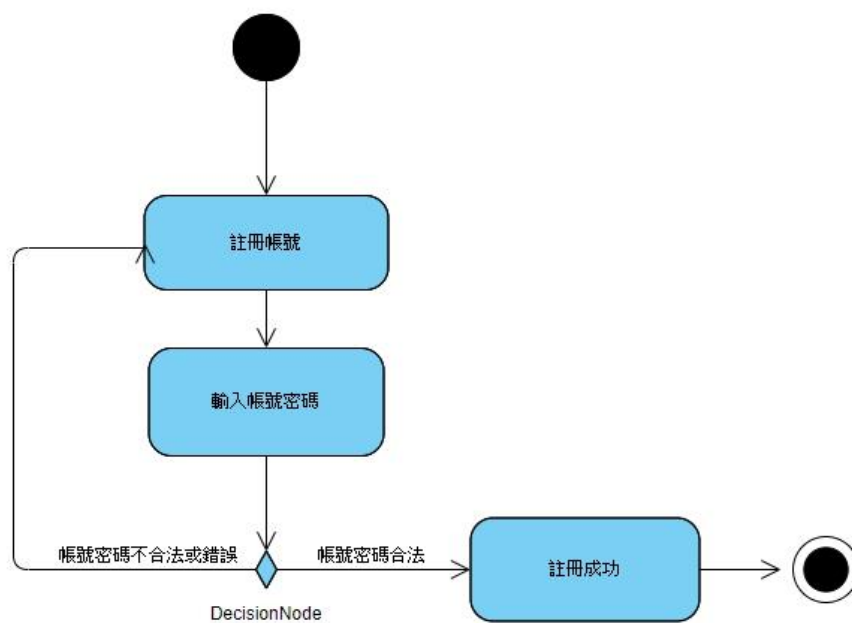 註冊帳號
輸入帳號密碼
帳號密碼不合法或錯誤
帳號密碼合法
註冊成功
DecisionNode